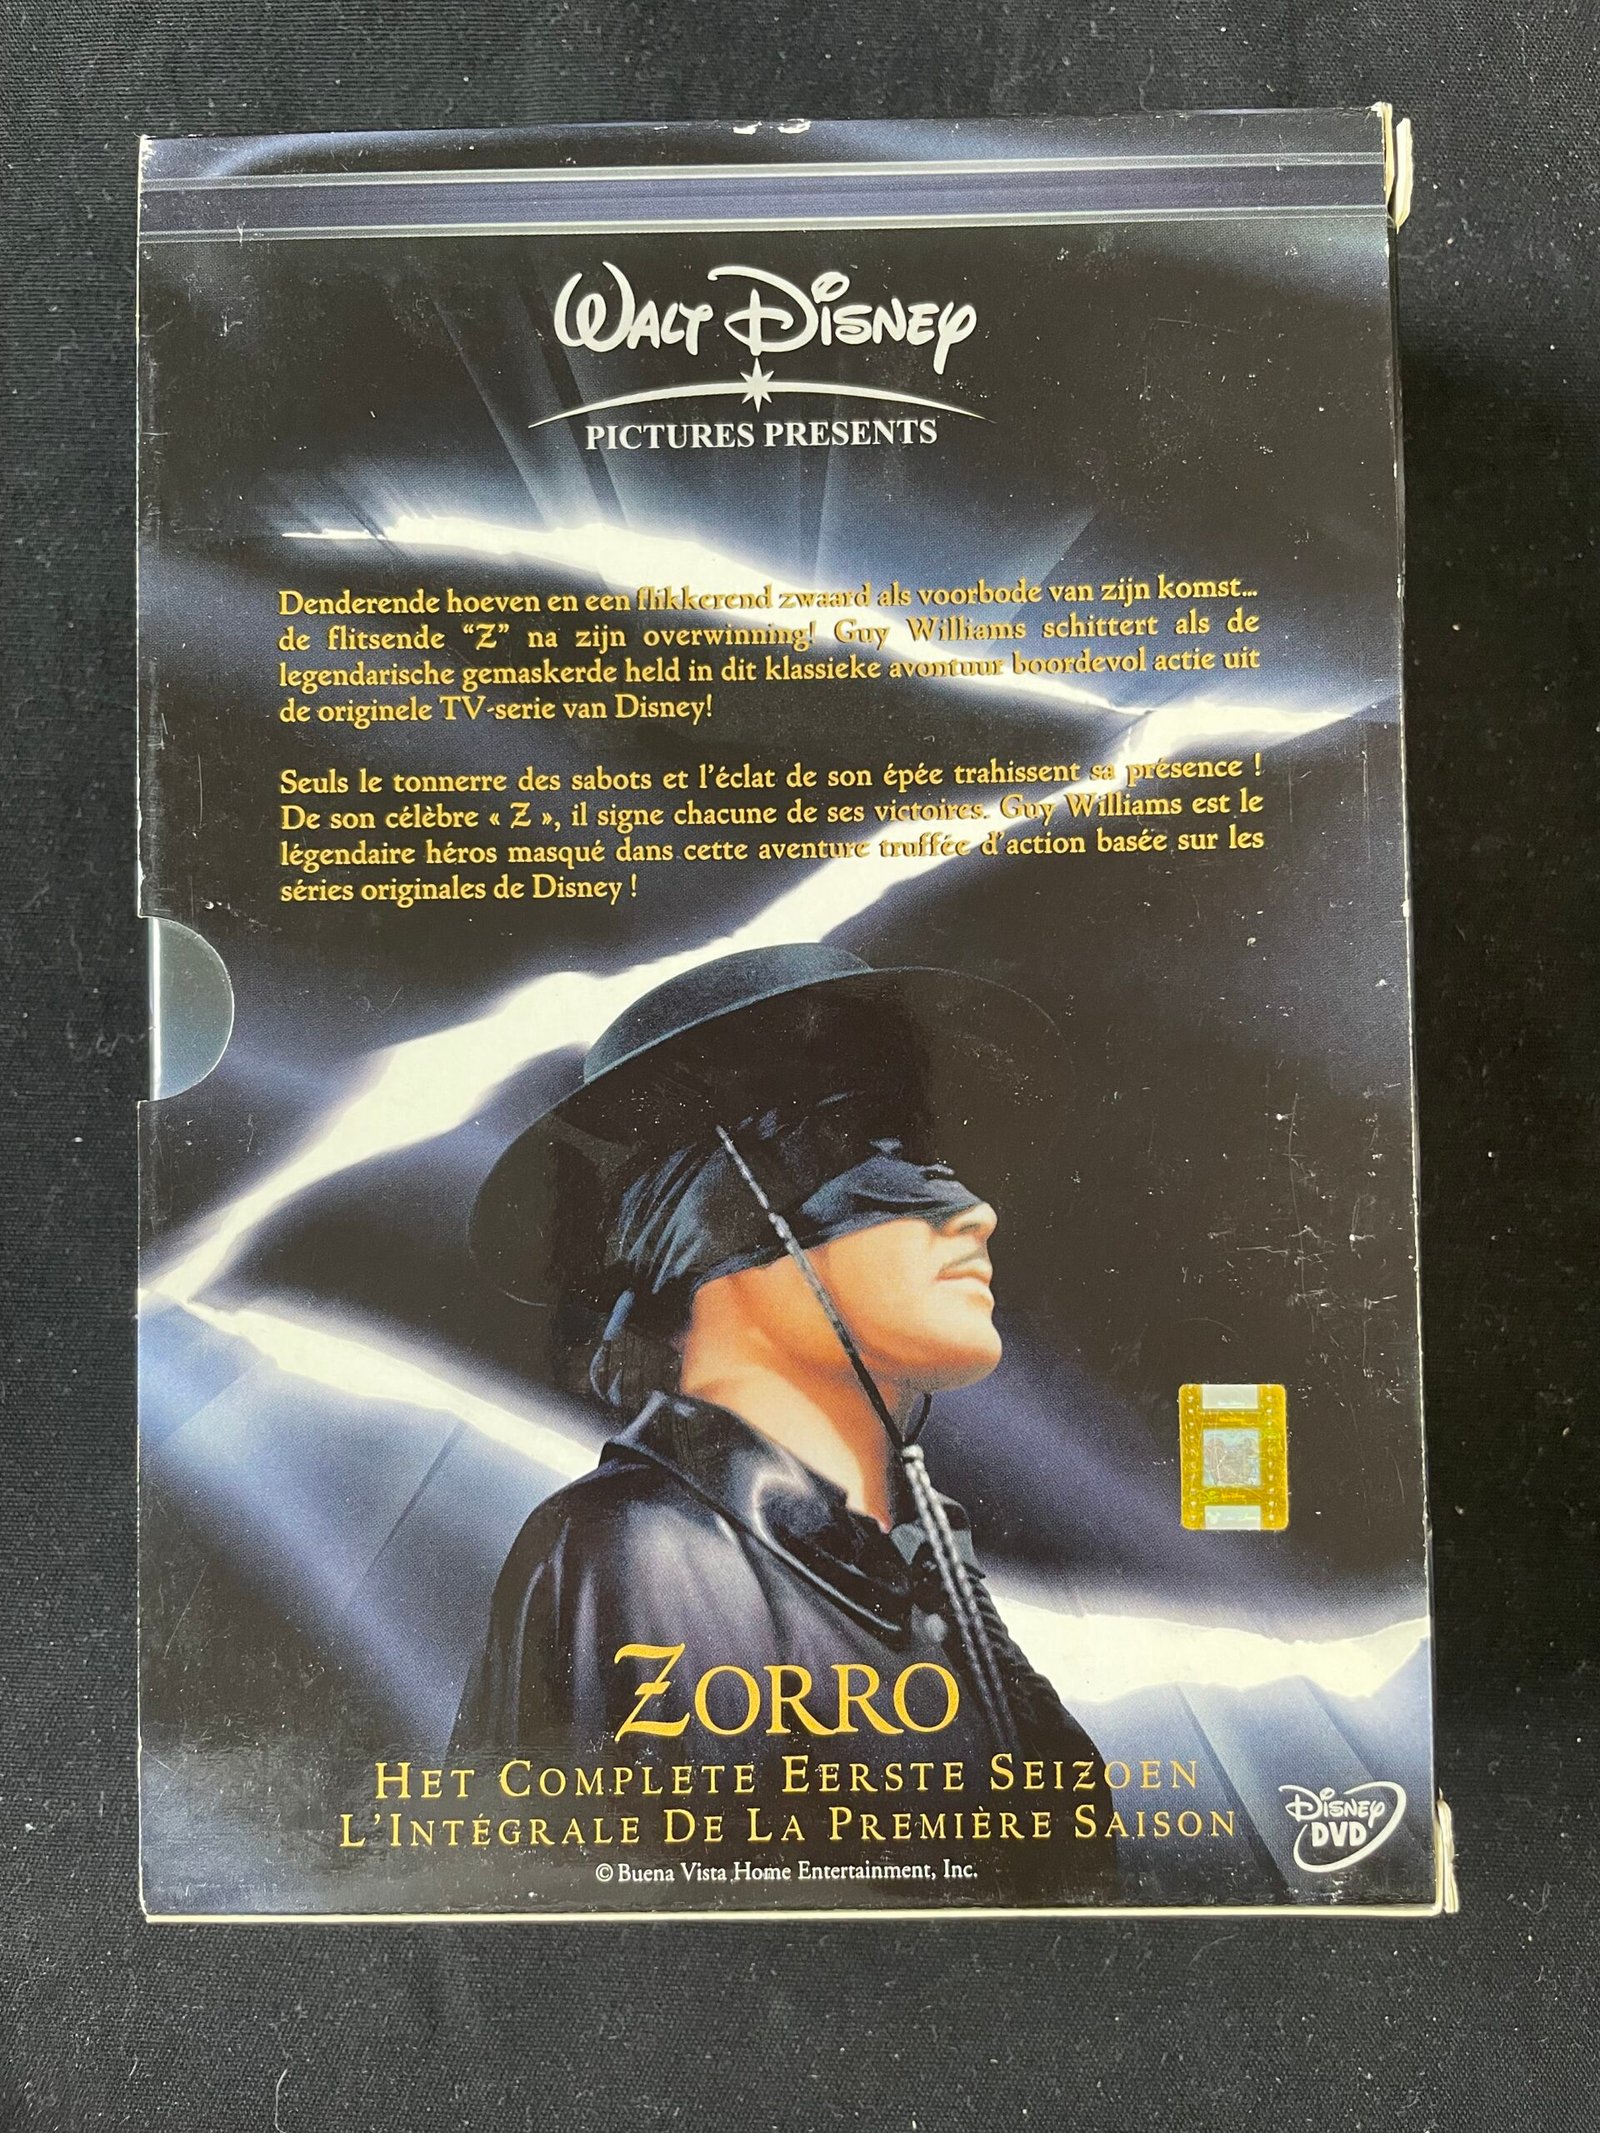 WALT DISNEY
PICTURES PRESENTS
Denderende hoeven en een flikkerend zwaard als voorbode van zijn komst...
de flitsende “Z” na zijn overwinning! Guy Williams schittert als de
legendarische gemaskerde held in dit klassieke avontuur boordevol actie uit
de originele TV-serie van Disney!
Seuls le tonnerre des sabots et l’éclat de son épée trahissent sa présence !
De son célèbre « Z », il signe chacune de ses victoires. Guy Williams est le
légendaire héros masqué dans cette aventure truffée d’action basée sur les
séries originales de Disney !
ZORRO
HET COMPLETE EERSTE SEIZOEN
L’INTÉGRALE DE LA PREMIÈRE SAISON
© Buena Vista Home Entertainment, Inc.
DISNEY
DVD